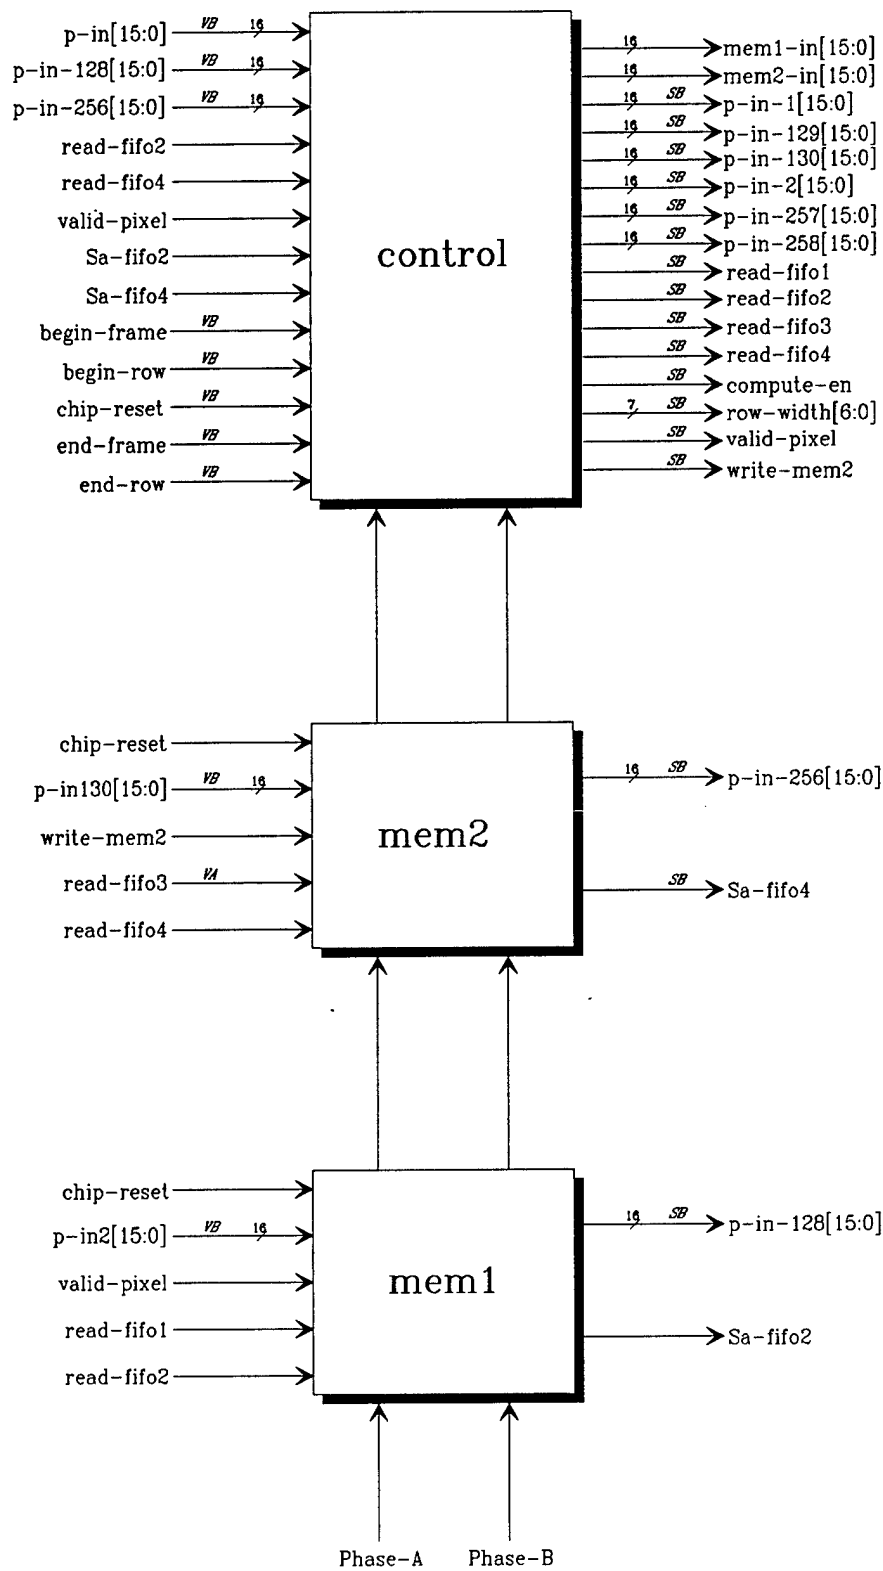 p-in[15:0] VB 16
p-in-128[15:0] VB 16
p-in-256[15:0] VB 16
read-fifo2
read-fifo4
valid-pixel
Sa-fifo2
Sa-fifo4
begin-frame VB
begin-row VB
chip-reset VB
end-frame VB
end-row VB
control
16 mem1-in[15:0]
16 mem2-in[15:0]
16 SB p-in-1[15:0]
16 SB p-in-129[15:0]
16 SB p-in-130[15:0]
16 SB p-in-2[15:0]
16 SB p-in-257[15:0]
16 SB p-in-258[15:0]
SB read-fifo1
SB read-fifo2
SB read-fifo3
SB read-fifo4
SB compute-en
7 SB row-width[6:0]
SB valid-pixel
SB write-mem2
chip-reset
p-in130[15:0] VB 16
write-mem2
read-fifo3 VA
read-fifo4
mem2
16 SB p-in-256[15:0]
SB Sa-fifo4
chip-reset
p-in2[15:0] VB 16
valid-pixel
read-fifo1
read-fifo2
mem1
16 SB p-in-128[15:0]
Sa-fifo2
Phase-A Phase-B